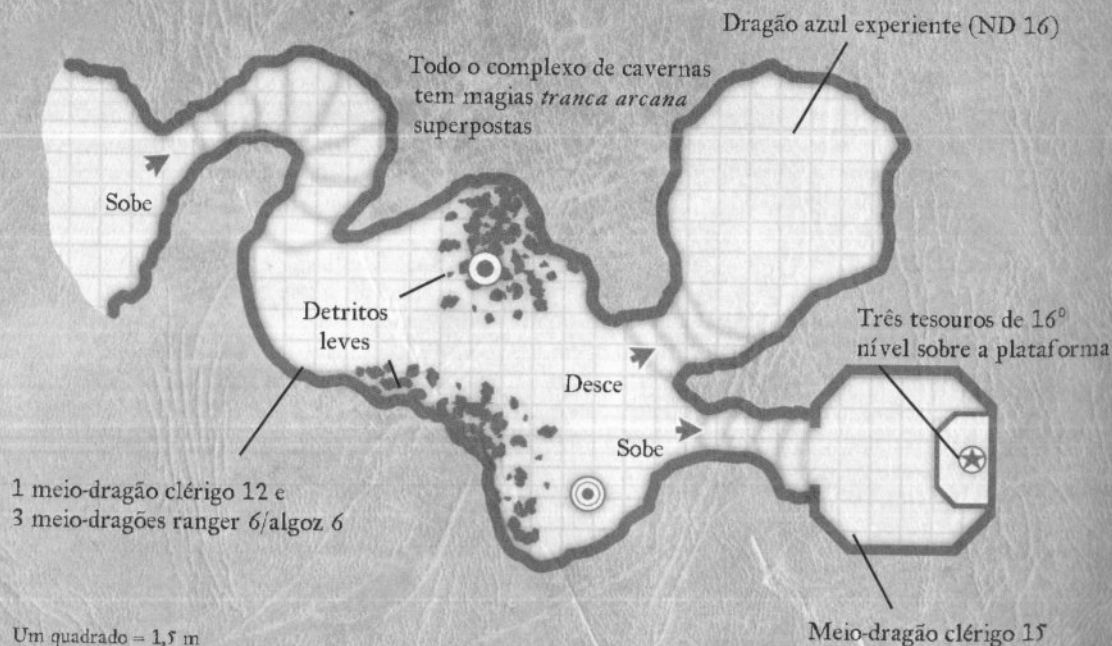 Dragão azul experiente (ND 16)
Todo o complexo de cavernas
tem magias tranca arcana
superpostas
Sobe
Detritos
leves
Três tesouros de 16º
nível sobre a plataforma
Desce
Sobe
1 meio-dragão clérigo 12 e
3 meio-dragões ranger 6/algoz 6
Um quadrado = 1,5 m
Meio-dragão clérigo 15